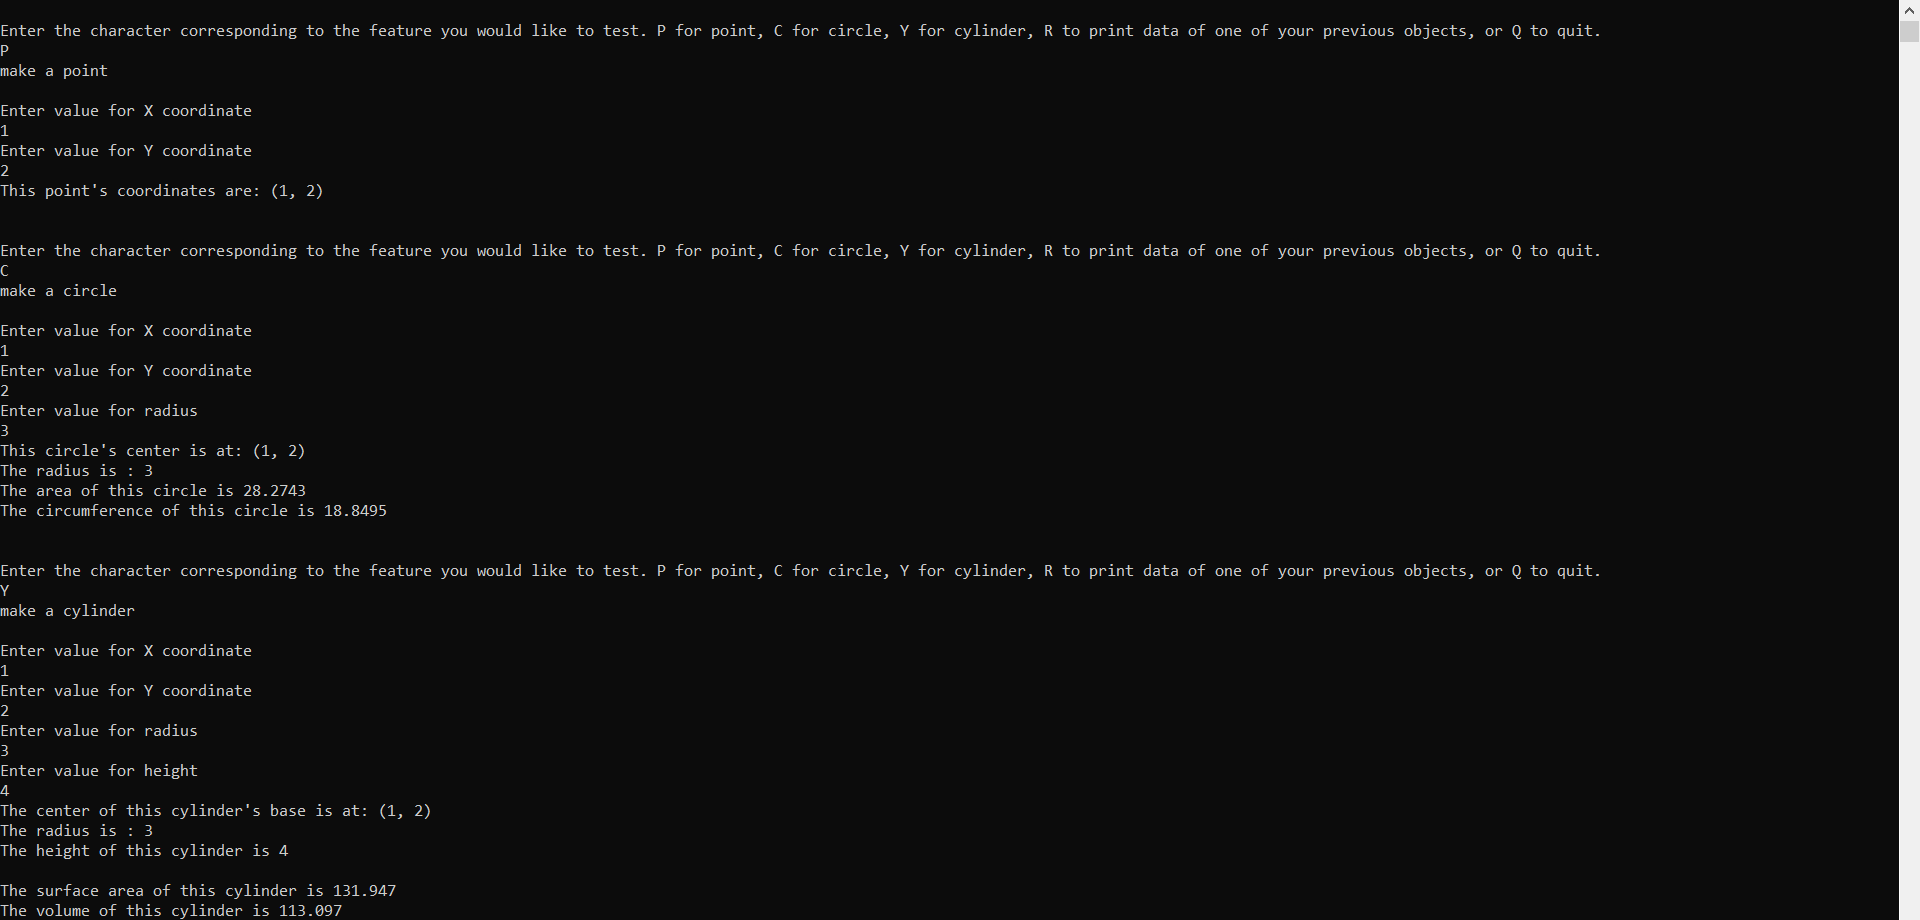 Enter the character corresponding to the feature you would like to test. P for point, C for circle, Y for cylinder, R to print data of one of your previous objects, or Q to quit.
P
make a point
Enter value for X coordinate
1
Enter value for Y coordinate
2
This point's coordinates are: (1, 2)
Enter the character corresponding to the feature you would like to test. P for point, C for circle, Y for cylinder, R to print data of one of your previous objects, or Q to quit.
C
make a circle
Enter value for X coordinate
1
Enter value for Y coordinate
2
Enter value for radius
3
This circle's center is at: (1, 2)
The radius is : 3
The area of this circle is 28.2743
The circumference of this circle is 18.8495
Enter the character corresponding to the feature you would like to test. P for point, C for circle, Y for cylinder, R to print data of one of your previous objects, or Q to quit.
Y
make a cylinder
Enter value for X coordinate
1
Enter value for Y coordinate
2
Enter value for radius
3
Enter value for height
4
The center of this cylinder's base is at: (1, 2)
The radius is : 3
The height of this cylinder is 4
The surface area of this cylinder is 131.947
The volume of this cylinder is 113.097